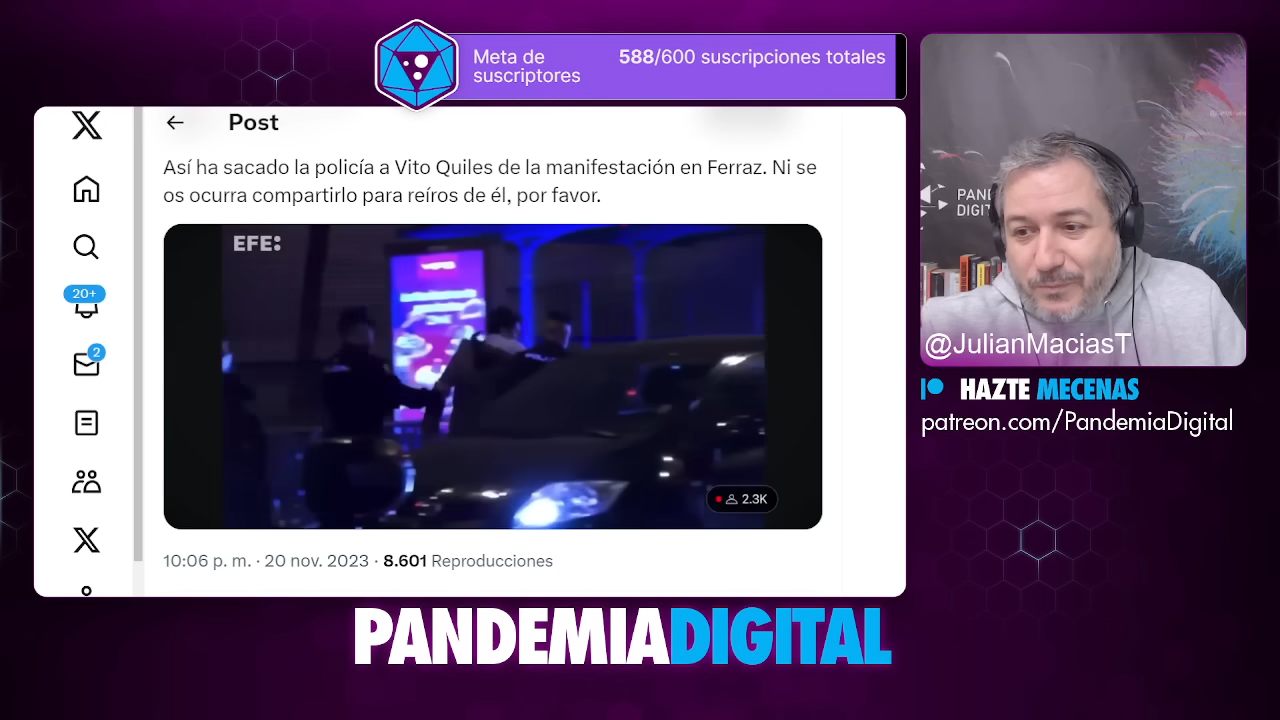 Meta de
suscriptores
588/600 suscripciones totales
Post
Así ha sacado la policía a Vito Quiles de la manifestación en Ferraz. Ni se
os ocurra compartirlo para reíros de él, por favor.
EFE:
2.3K
10:06 p. m. · 20 nov. 2023 · 8.601 Reproducciones
20+
2
PAND
DIGIT
@JulianMaciasT
HAZTE MECENAS
patreon.com/PandemiaDigital
PANDEMIADIGITAL